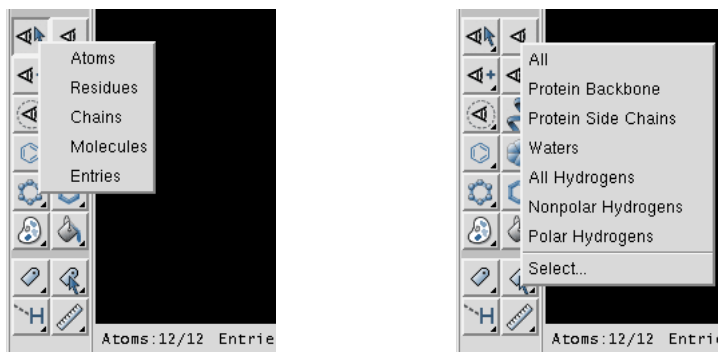 Atoms
Residues
Chains
Molecules
Entries
H
Atoms:12/12 Entrie
All
Protein Backbone
Protein Side Chains
Waters
All Hydrogens
Nonpolar Hydrogens
Polar Hydrogens
Select...
H
Atoms:12/12 Entri